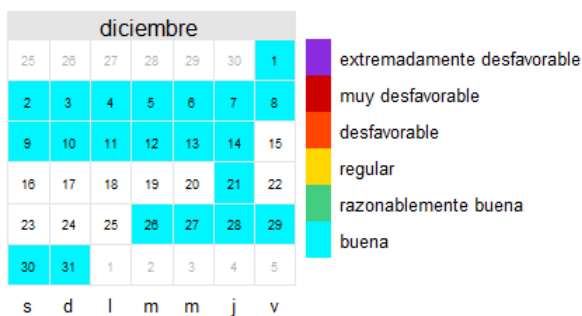 diciembre
25 26 27 28 29 30 1
2 3 4 5 6 7 8
9 10 11 12 13 14 15
16 17 18 19 20 21 22
23 24 25 26 27 28 29
30 31 1 2 3 4 5
s d l m m j v
extremadamente desfavorable
muy desfavorable
desfavorable
regular
razonablemente buena
buena